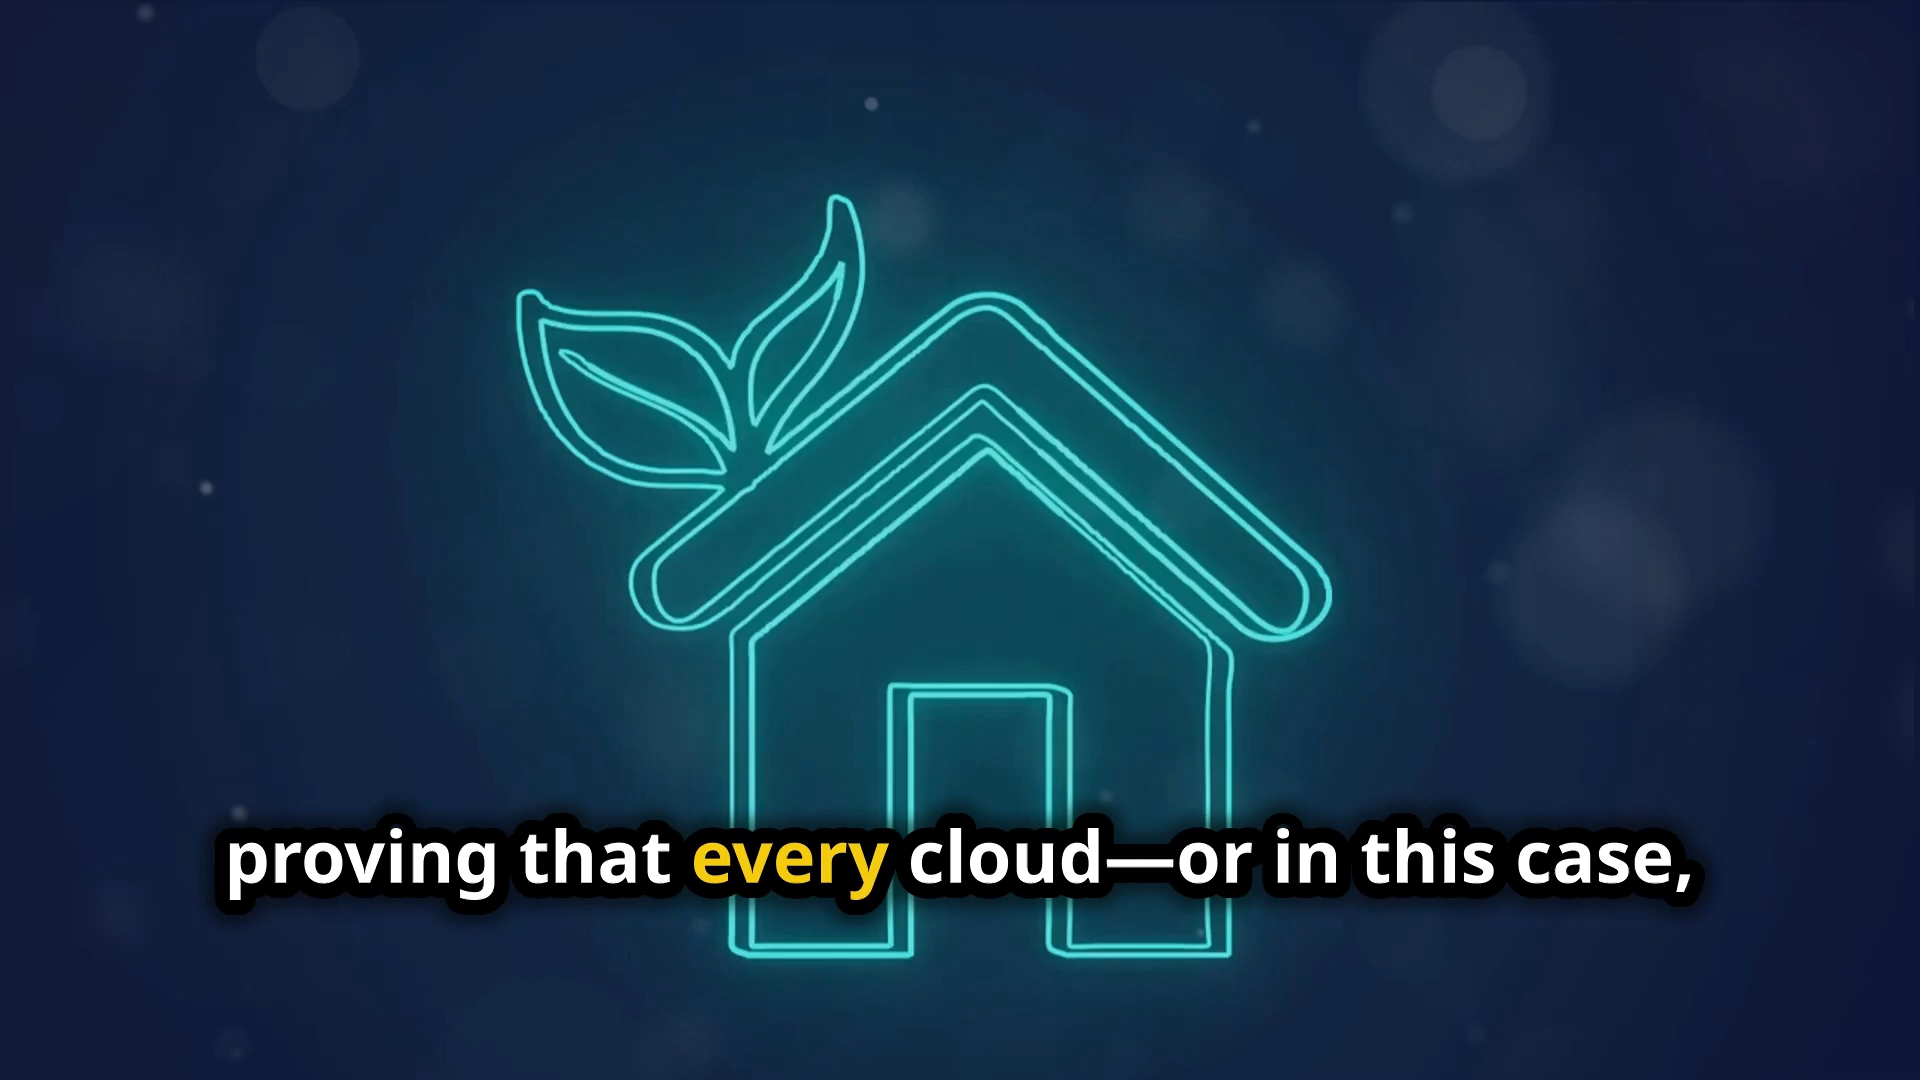 proving that every cloud—or in this case,